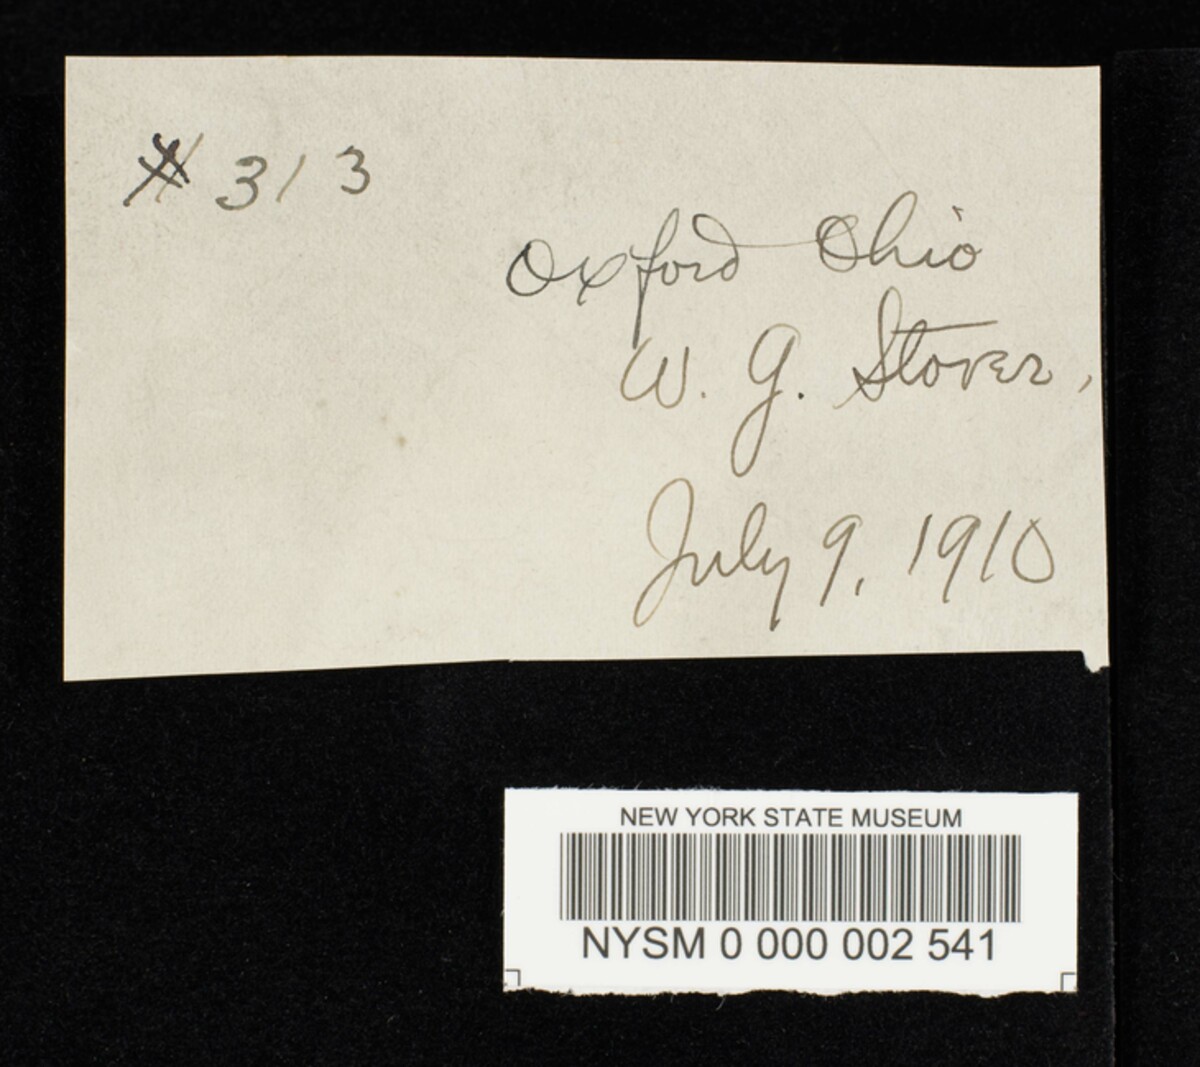 # 313
Oxford Ohio
W. G. Stover,
July 9, 1910
NEW YORK STATE MUSEUM
NYSM 0 000 002 541